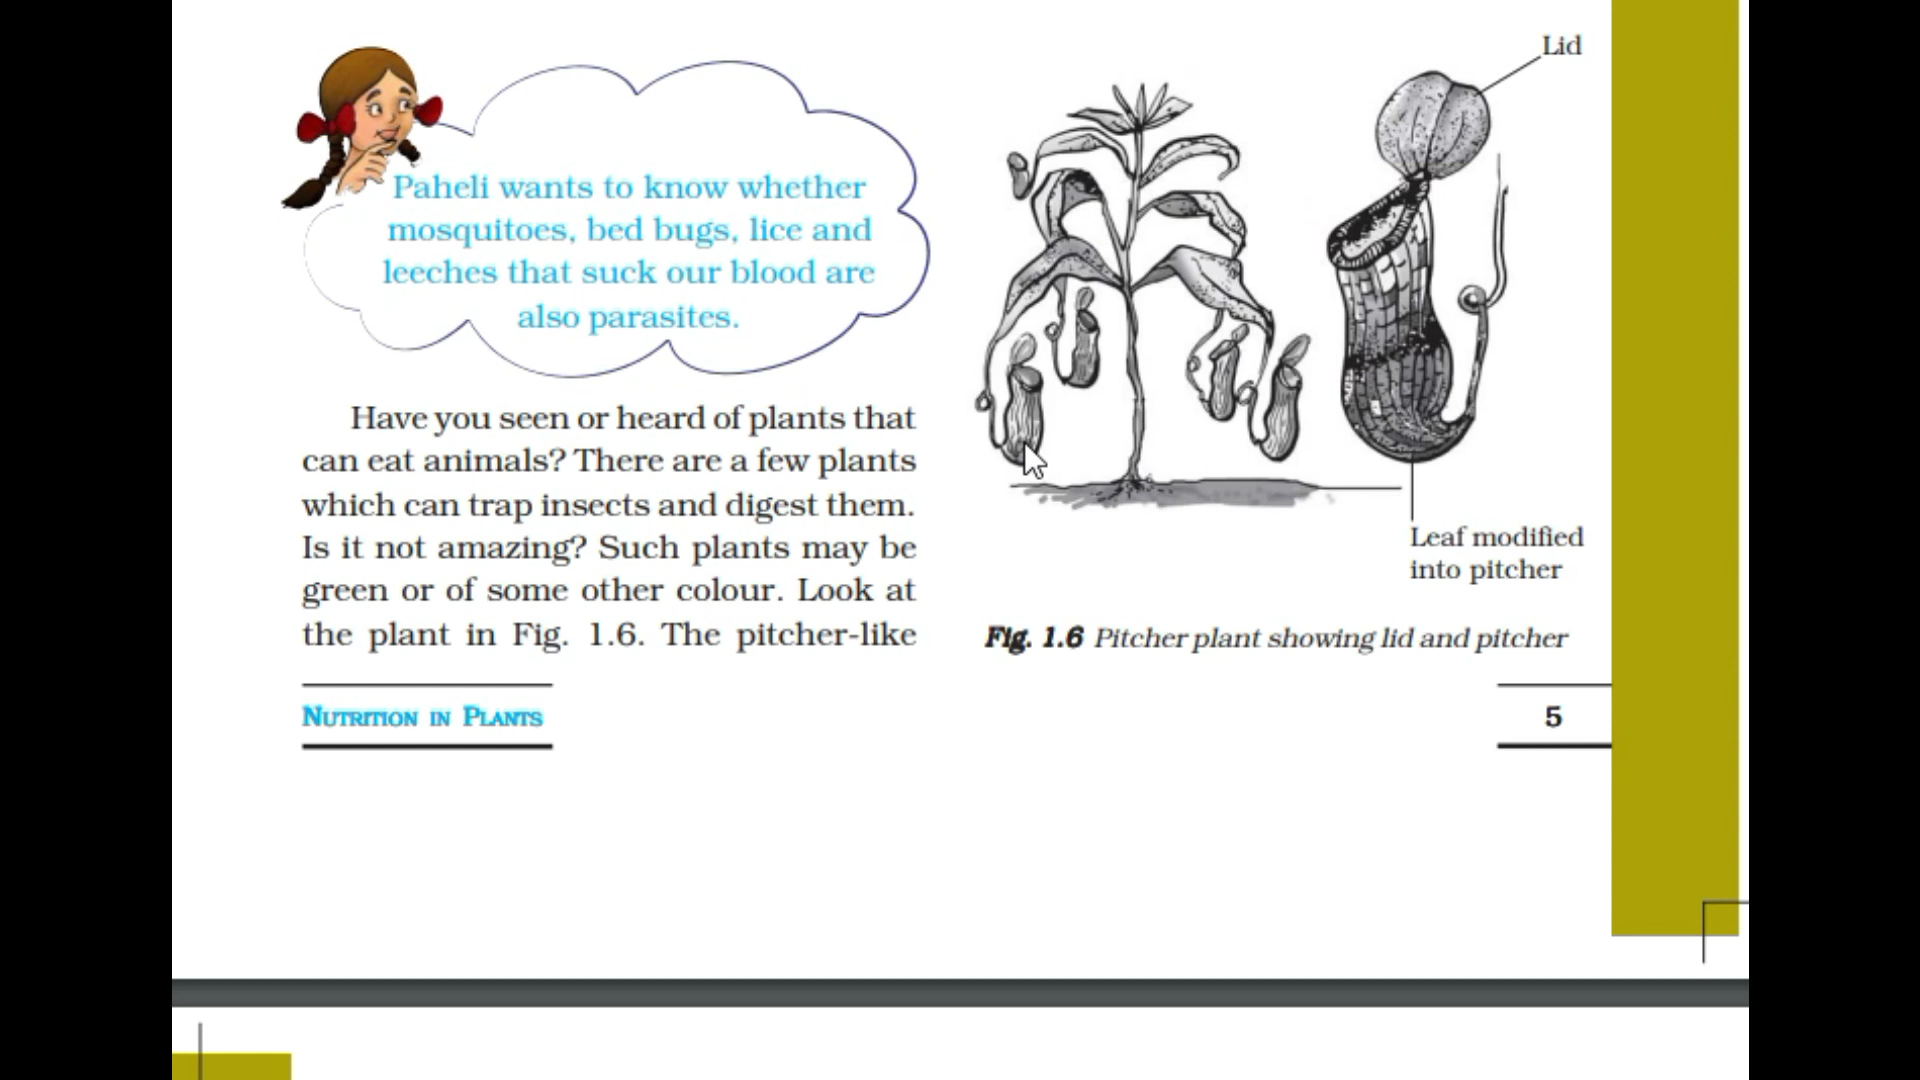 Paheli wants to know whether
mosquitoes, bed bugs, lice and
leeches that suck our blood are
also parasites.
Have you seen or heard of plants that
can eat animals? There are a few plants
which can trap insects and digest them.
Is it not amazing? Such plants may be
green or of some other colour. Look at
the plant in Fig. 1.6. The pitcher-like
Lid
Leaf modified
into pitcher
Fig. 1.6 Pitcher plant showing lid and pitcher
NUTRITION IN PLANTS
5